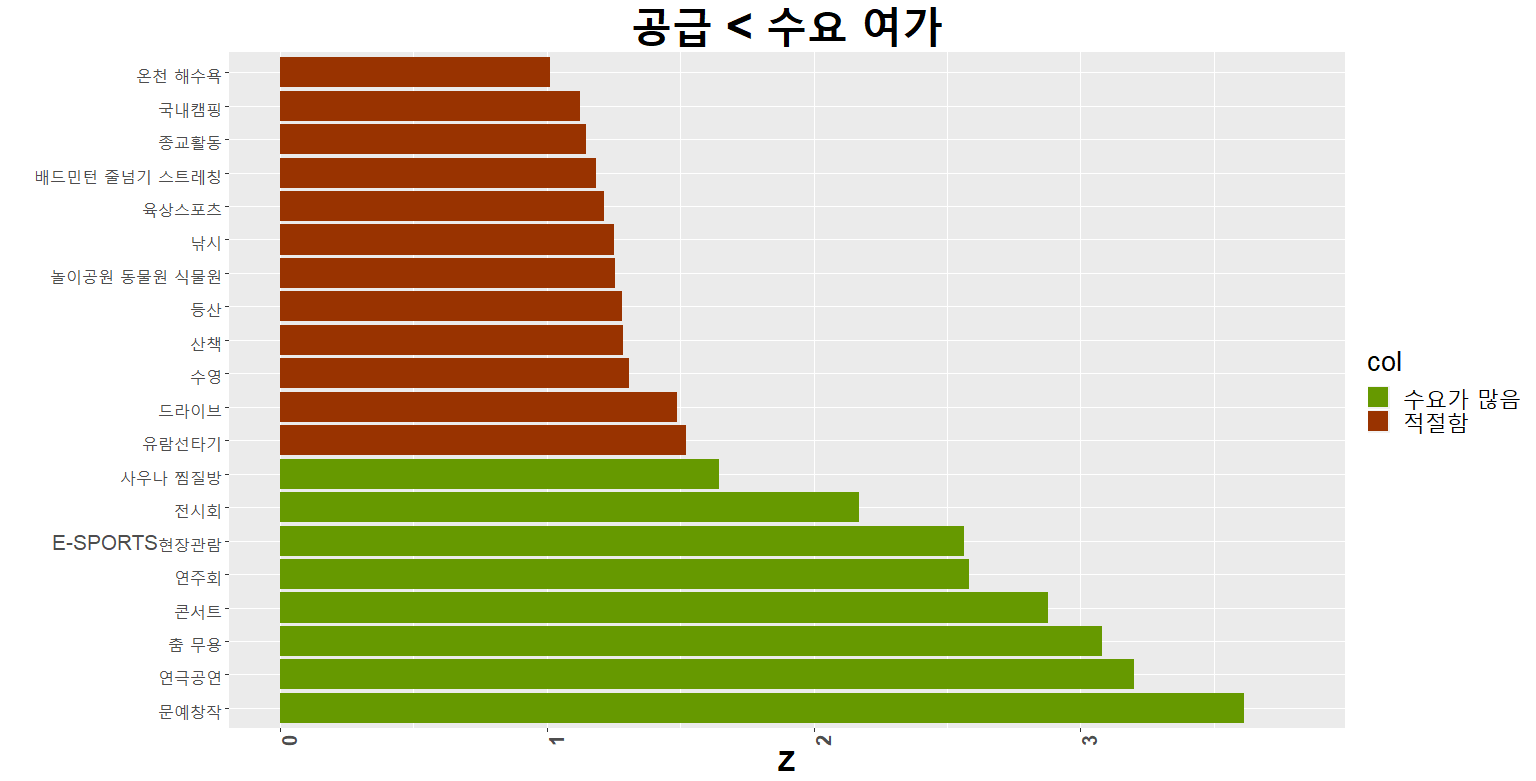 공급 < 수요 여가
온천 해수욕
국내캠핑
종교활동
배드민턴 줄넘기 스트레칭
육상스포츠
낚시
놀이공원 동물원 식물원
등산
산책
수영
드라이브
유람선타기
사우나 찜질방
전시회
E-SPORTS현장관람
연주회
콘서트
춤 무용
연극공연
문예창작
0 1 2 3
z
col
수요가 많음
적절함